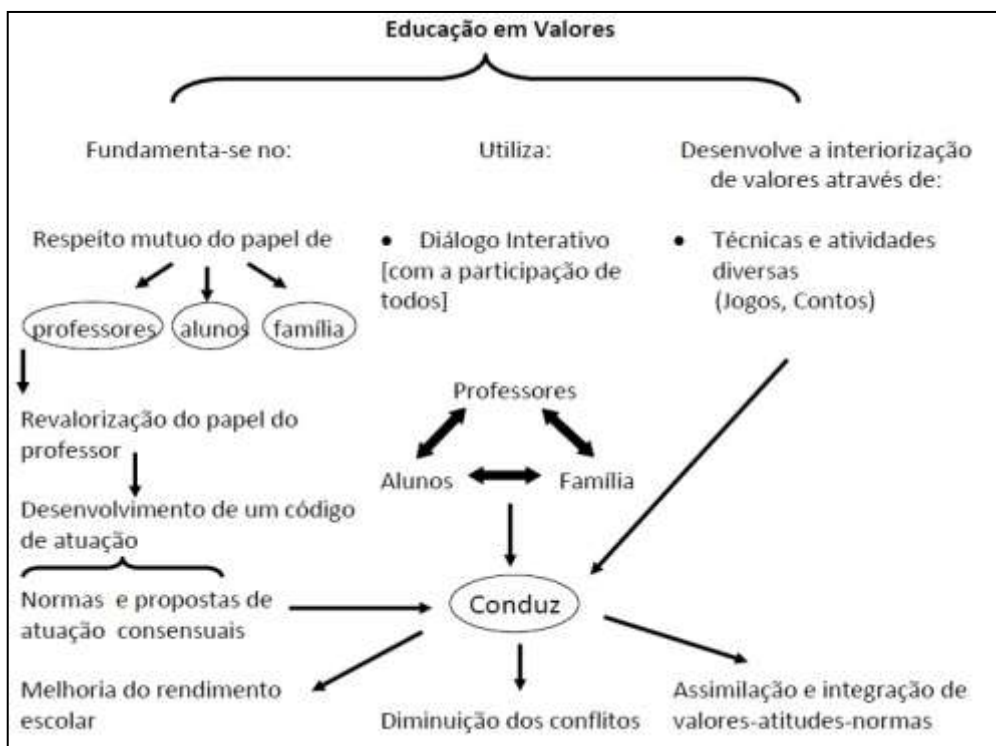 Educação em Valores
Fundamenta-se no:
Utiliza:
Desenvolve a interiorização
de valores através de:
Respeito mutuo do papel de
professores
alunos
família
• Diálogo Interativo
[com a participação de
todos]
• Técnicas e atividades
diversas
(Jogos, Contos)
Revalorização do papel do
professor
Desenvolvimento de um código
de atuação
Normas e propostas de
atuação consensuais
Professores
Alunos
Família
Conduz
Melhoria do rendimento
escolar
Diminuição dos conflitos
Assimilação e integração de
valores-atitudes-normas